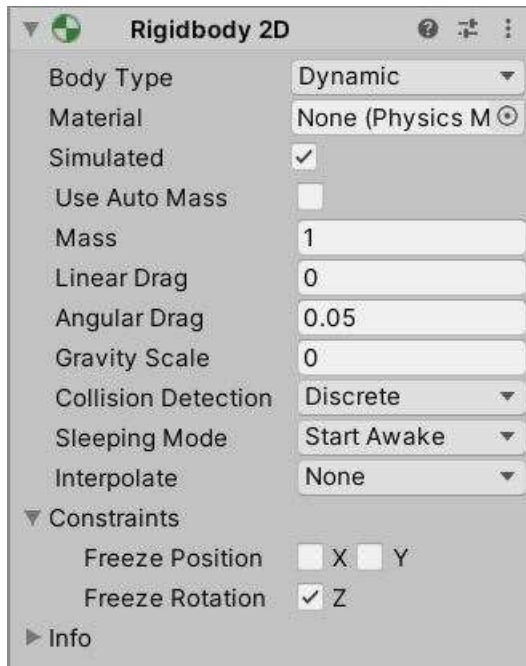 Rigidbody 2D
Body Type Dynamic
Material None (Physics M
Simulated
Use Auto Mass
Mass 1
Linear Drag 0
Angular Drag 0.05
Gravity Scale 0
Collision Detection Discrete
Sleeping Mode Start Awake
Interpolate None
Constraints
Freeze Position X Y
Freeze Rotation Z
Info